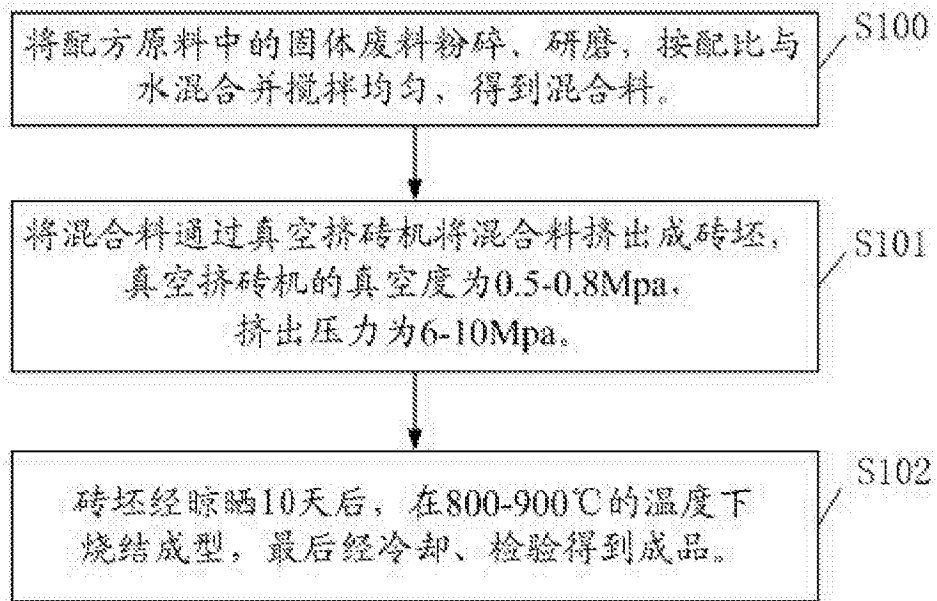 将配方原料中的固体废料粉碎、研磨，按配比与
水混合并搅拌均匀，得到混合料。
S100
将混合料通过真空挤砖机将混合料挤出成砖坯，
真空挤砖机的真空度为0.5-0.8Mpa，
挤出压力为6-10Mpa。
S101
砖坯经晾晒10天后，在800-900℃的温度下
烧结成型，最后经冷却、检验得到成品。
S102